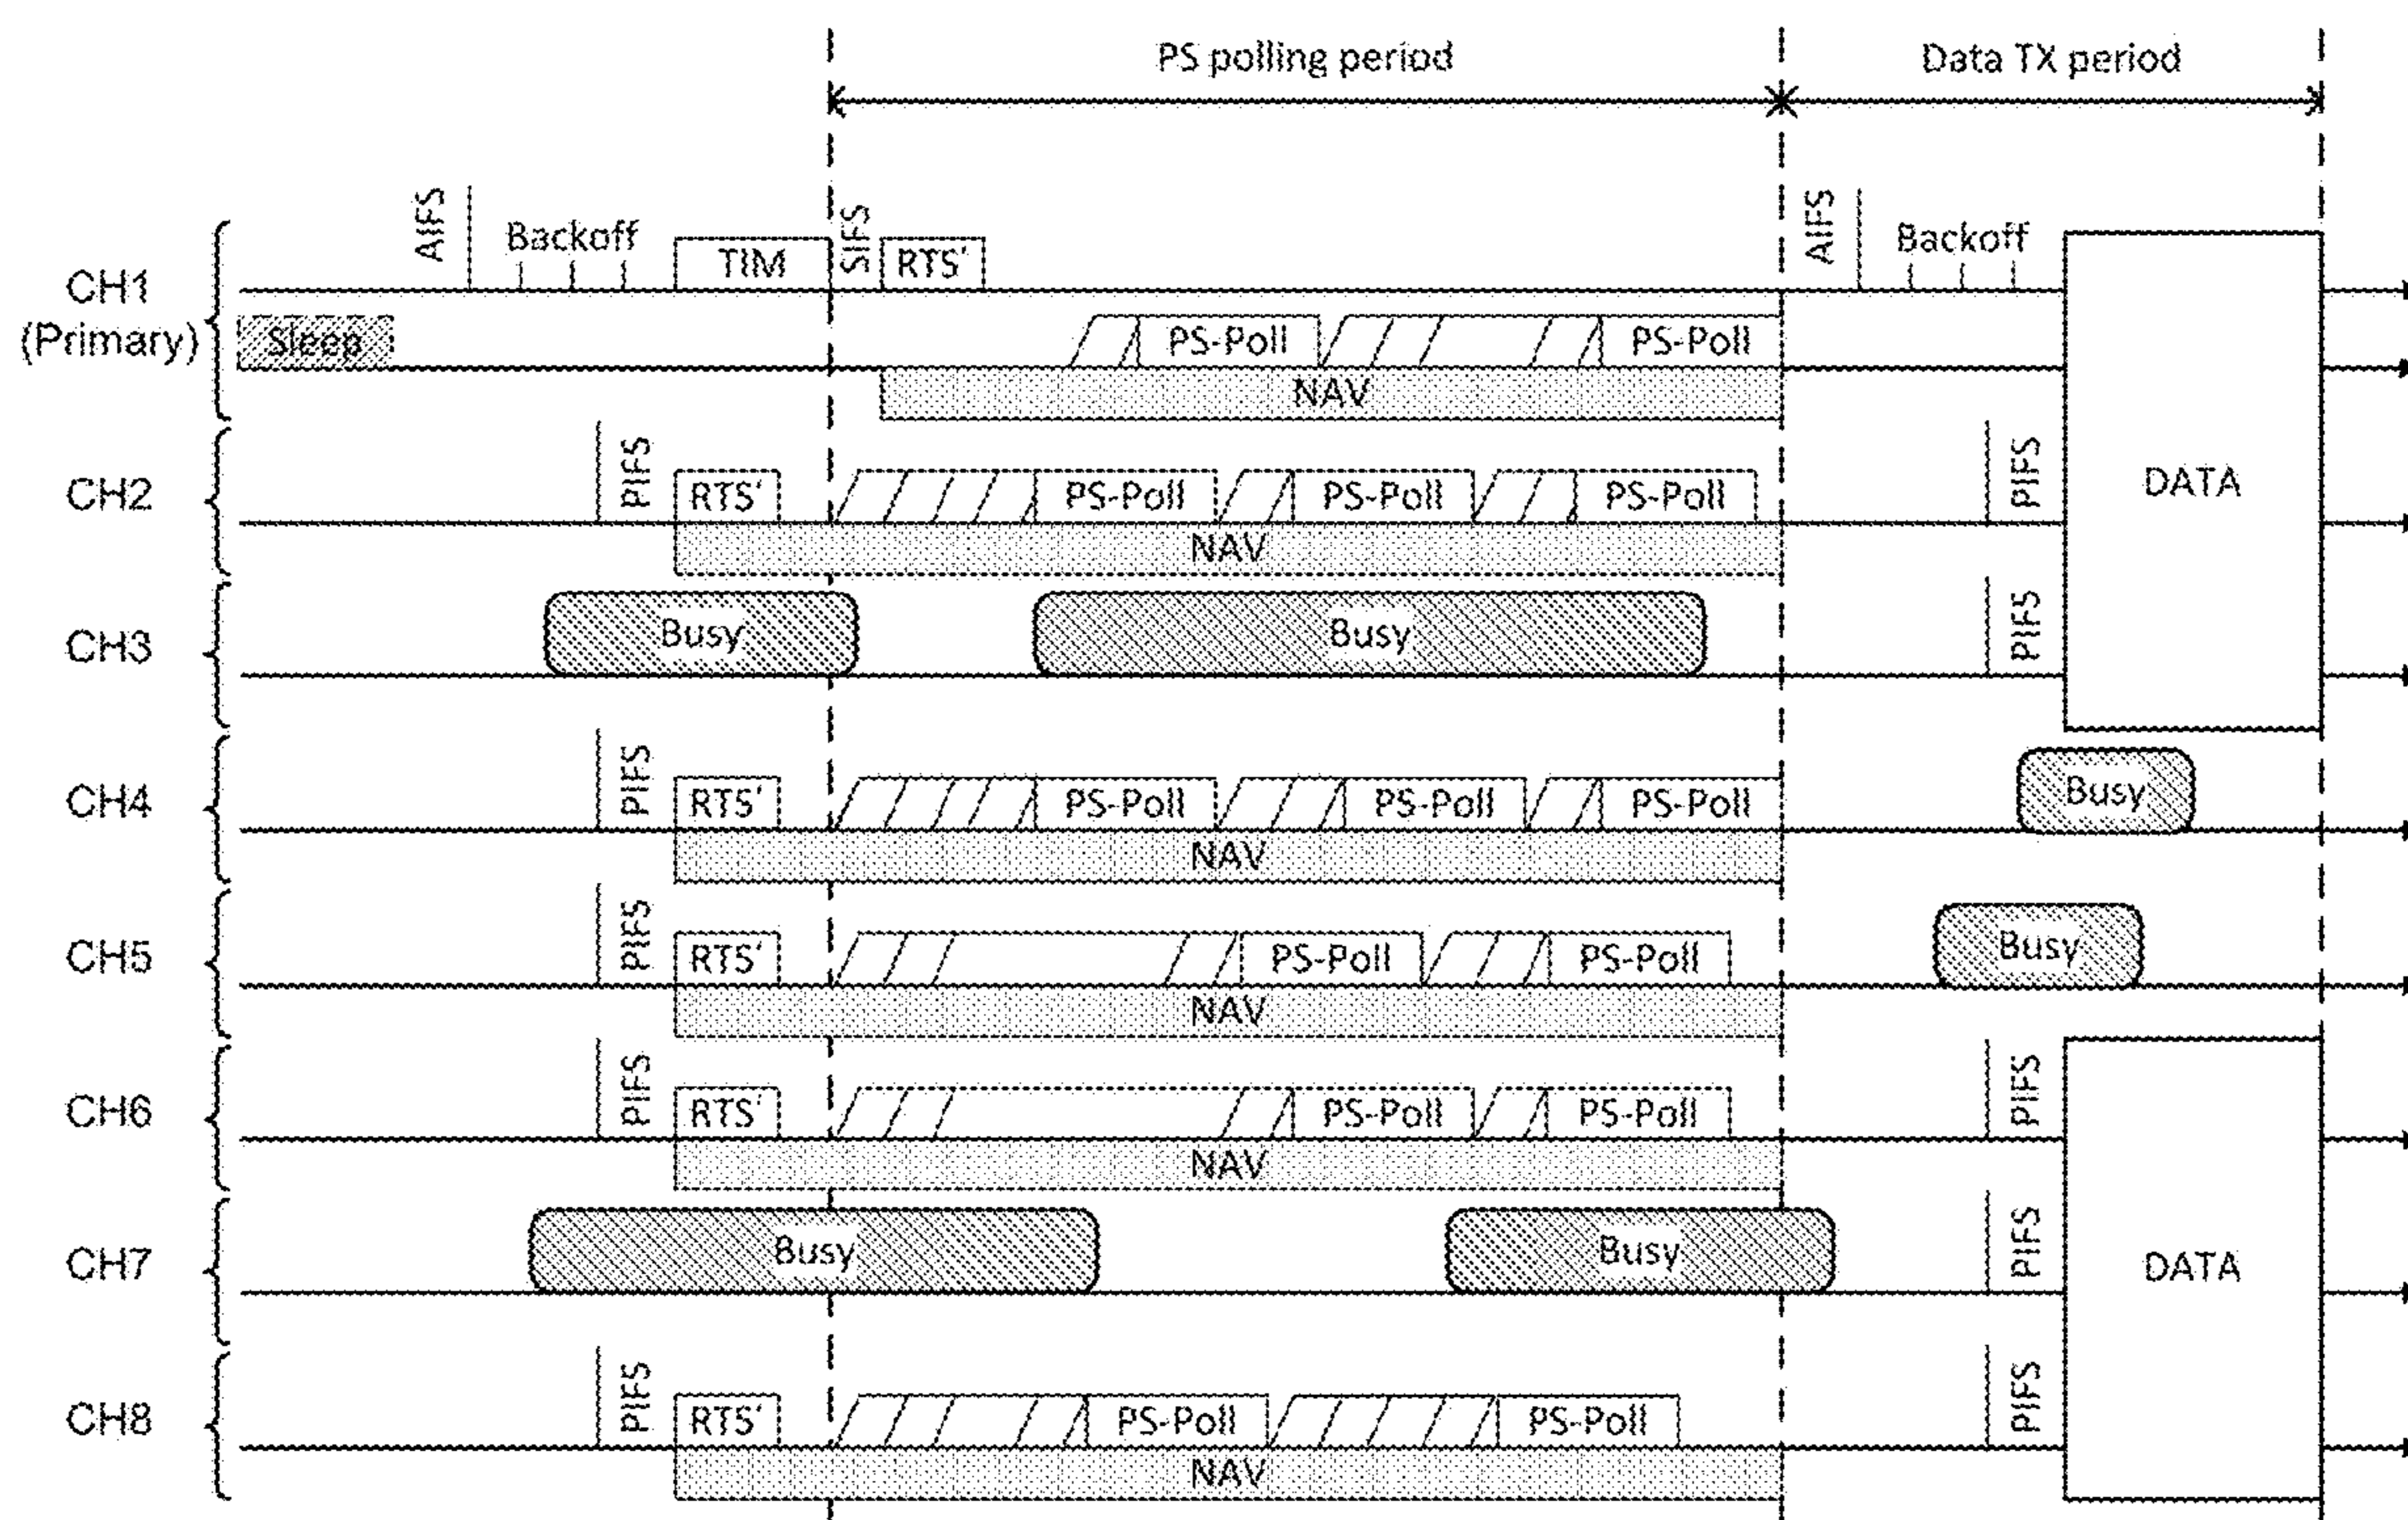 PS polling period Data TX period
AIFS Backoff TIM SIFS RTS' AIFS Backoff
CH1
(Primary)
Sleep PS-Poll PS-Poll
NAV
CH2 PIFS RTS' PS-Poll PS-Poll PS-Poll PIFS DATA
NAV
CH3 Busy Busy PIFS
CH4 PIFS RTS' PS-Poll PS-Poll PS-Poll Busy
NAV
CH5 PIFS RTS' PS-Poll PS-Poll Busy
NAV
CH6 PIFS RTS' PS-Poll PS-Poll PIFS
NAV
CH7 Busy Busy PIFS DATA
CH8 PIFS RTS' PS-Poll PS-Poll PIFS
NAV